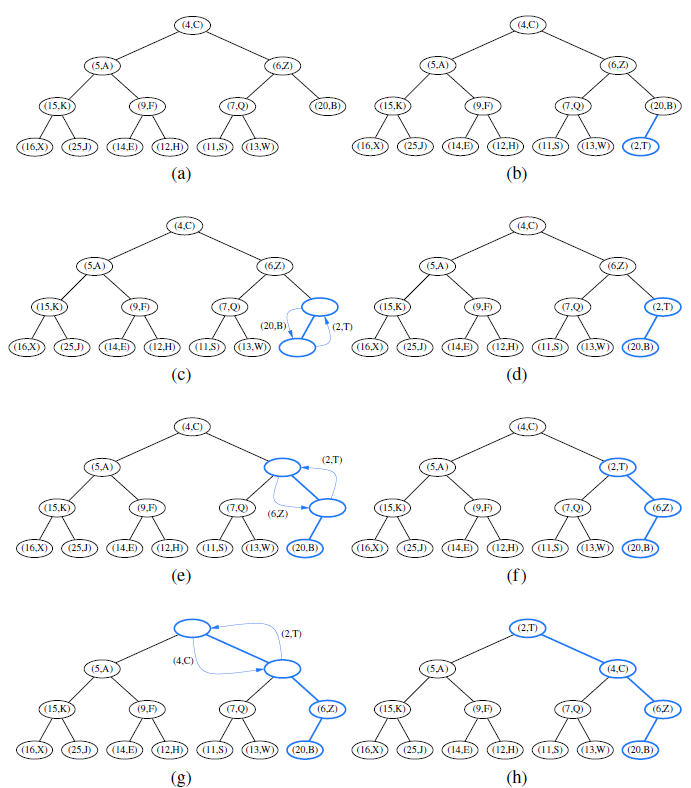 (4,C) (4,C)
(5,A) (6,Z) (5,A) (6,Z)
(15,K) (9,F) (7,Q) (20,B) (15,K) (9,F) (7,Q) (20,B)
(16,X) (25,J) (14,E) (12,H) (11,S) (13,W) (16,X) (25,J) (14,E) (12,H) (11,S) (13,W) (2,T)
(a) (b)
(4,C) (4,C)
(5,A) (6,Z) (5,A) (6,Z)
(15,K) (9,F) (7,Q) (15,K) (9,F) (7,Q) (2,T)
(20,B) (2,T)
(16,X) (25,J) (14,E) (12,H) (11,S) (13,W) (16,X) (25,J) (14,E) (12,H) (11,S) (13,W) (20,B)
(c) (d)
(4,C) (4,C)
(2,T)
(5,A) (5,A) (2,T)
(15,K) (9,F) (7,Q) (6,Z) (15,K) (9,F) (7,Q) (6,Z)
(16,X) (25,J) (14,E) (12,H) (11,S) (13,W) (20,B) (16,X) (25,J) (14,E) (12,H) (11,S) (13,W) (20,B)
(e) (f)
(2,T) (2,T)
(4,C)
(5,A) (5,A) (4,C)
(15,K) (9,F) (7,Q) (6,Z) (15,K) (9,F) (7,Q) (6,Z)
(16,X) (25,J) (14,E) (12,H) (11,S) (13,W) (20,B) (16,X) (25,J) (14,E) (12,H) (11,S) (13,W) (20,B)
(g) (h)